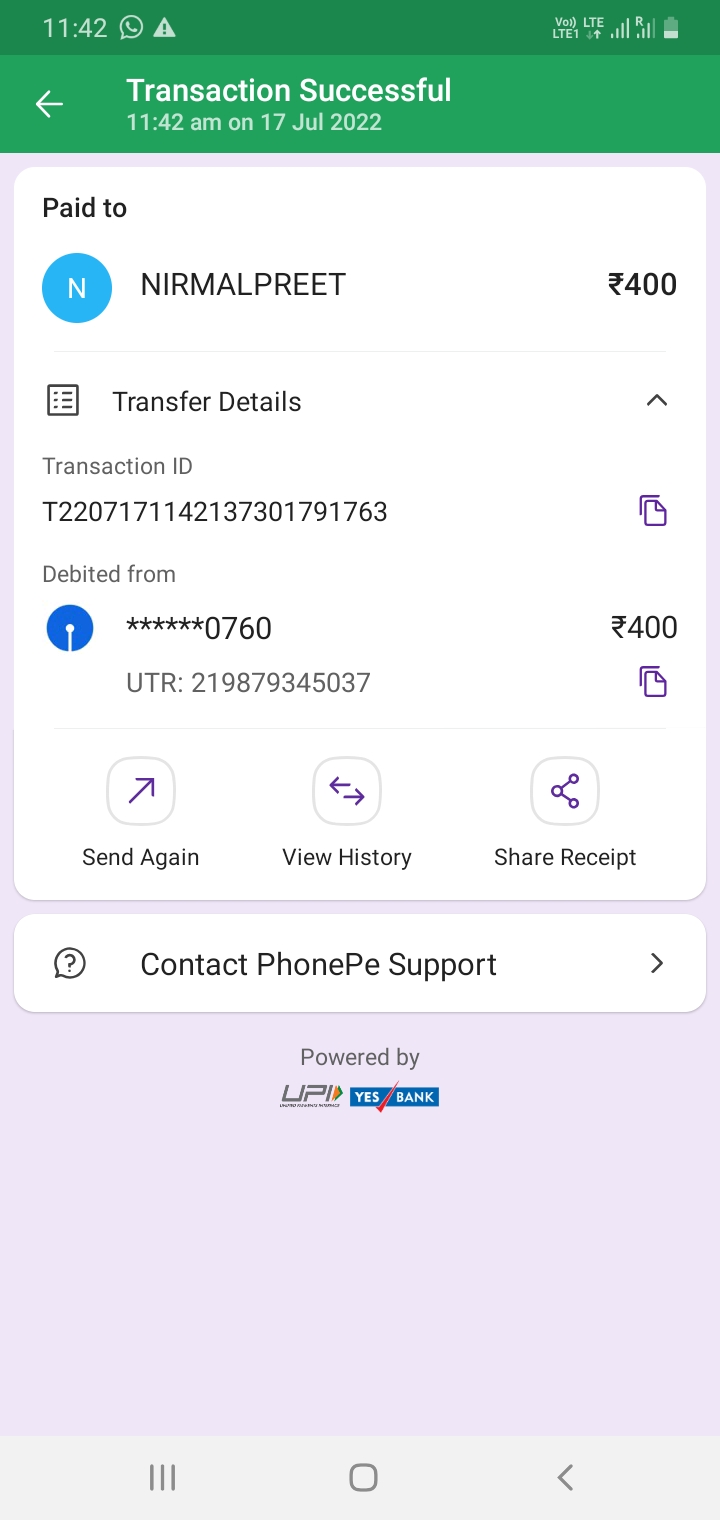 11:42
Vo) LTE R
LTE1
Transaction Successful
11:42 am on 17 Jul 2022
Paid to
N NIRMALPREET ₹400
Transfer Details
Transaction ID
T2207171142137301791763
Debited from
******0760 ₹400
UTR: 219879345037
Send Again View History Share Receipt
? Contact PhonePe Support
Powered by
UPI YES BANK
UNIFIED PAYMENTS INTERFACE